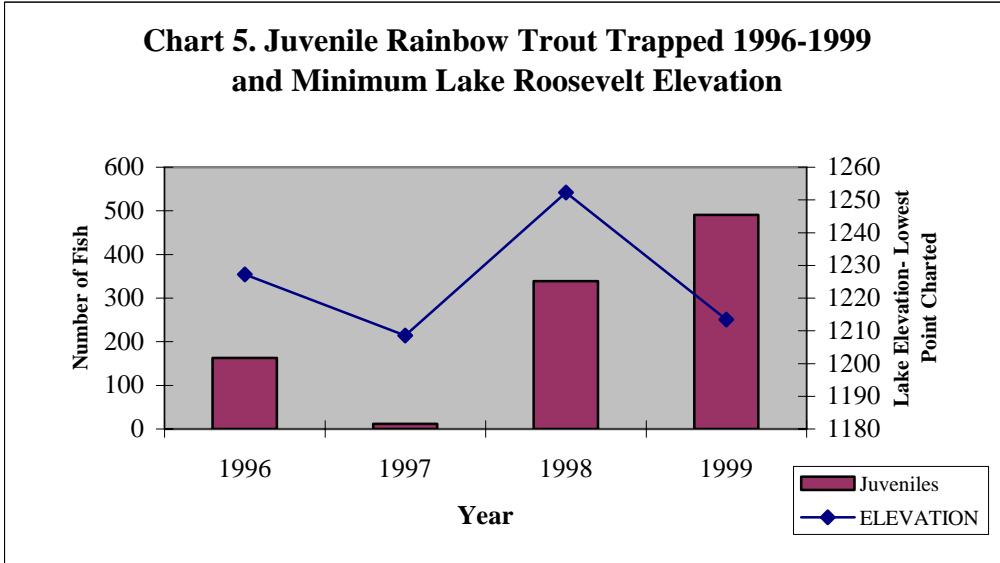 Chart 5. Juvenile Rainbow Trout Trapped 1996-1999
and Minimum Lake Roosevelt Elevation
Number of Fish
600
500
400
300
200
100
0
1260
1250
1240
1230
1220
1210
1200
1190
1180
Lake Elevation- Lowest
Point Charted
1996 1997 1998 1999
Year
Juveniles
ELEVATION